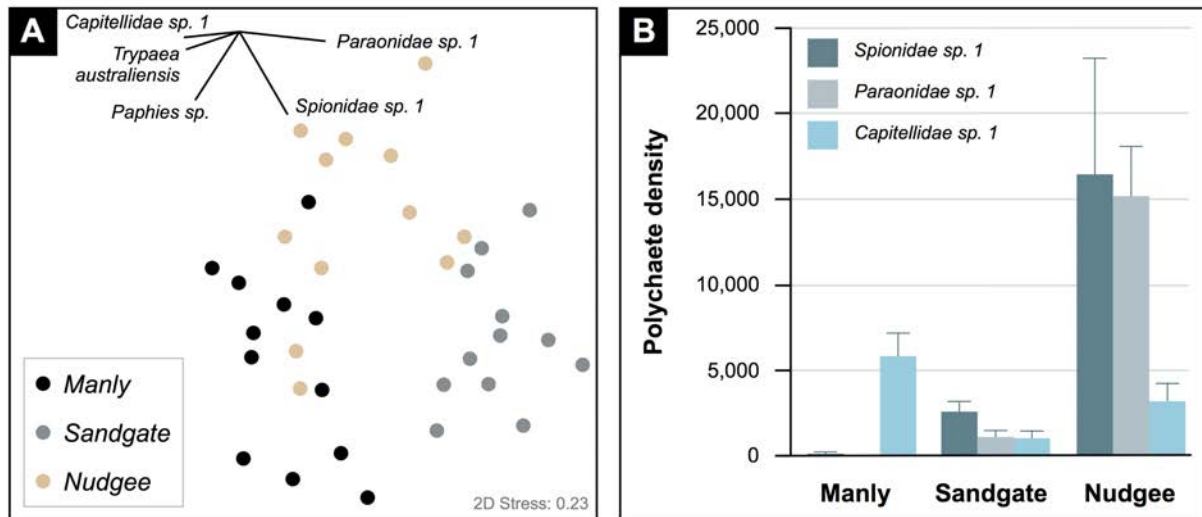 A
Capitellidae sp. 1
Trypaea
australiensis
Paphies sp.
Paraonidae sp. 1
Spionidae sp. 1
Manly
Sandgate
Nudgee
2D Stress: 0.23
B
Polychaete density
25,000
20,000
15,000
10,000
5,000
0
Spionidae sp. 1
Paraonidae sp. 1
Capitellidae sp. 1
Manly Sandgate Nudgee